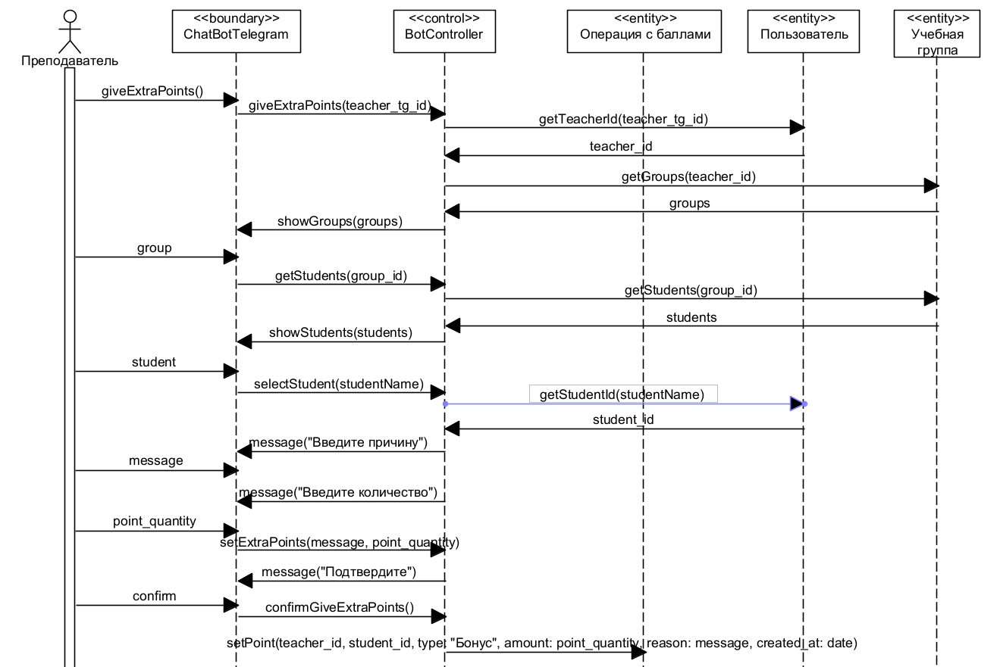 <<boundary>>
ChatBotTelegram
<<control>>
BotController
<<entity>>
Операция с баллами
<<entity>>
Пользователь
<<entity>>
Учебная
группа
Преподаватель
giveExtraPoints()
giveExtraPoints(teacher_tg_id)
getTeacherId(teacher_tg_id)
teacher_id
getGroups(teacher_id)
groups
showGroups(groups)
group
getStudents(group_id)
getStudents(group_id)
students
showStudents(students)
student
selectStudent(studentName)
getStudentId(studentName)
student_id
message("Введите причину")
message
message("Введите количество")
point_quantity
setExtraPoints(message, point_quantity)
message("Подтвердите")
confirm
confirmGiveExtraPoints()
setPoint(teacher_id, student_id, type: "Бонус", amount: point_quantity, reason: message, created_at: date)